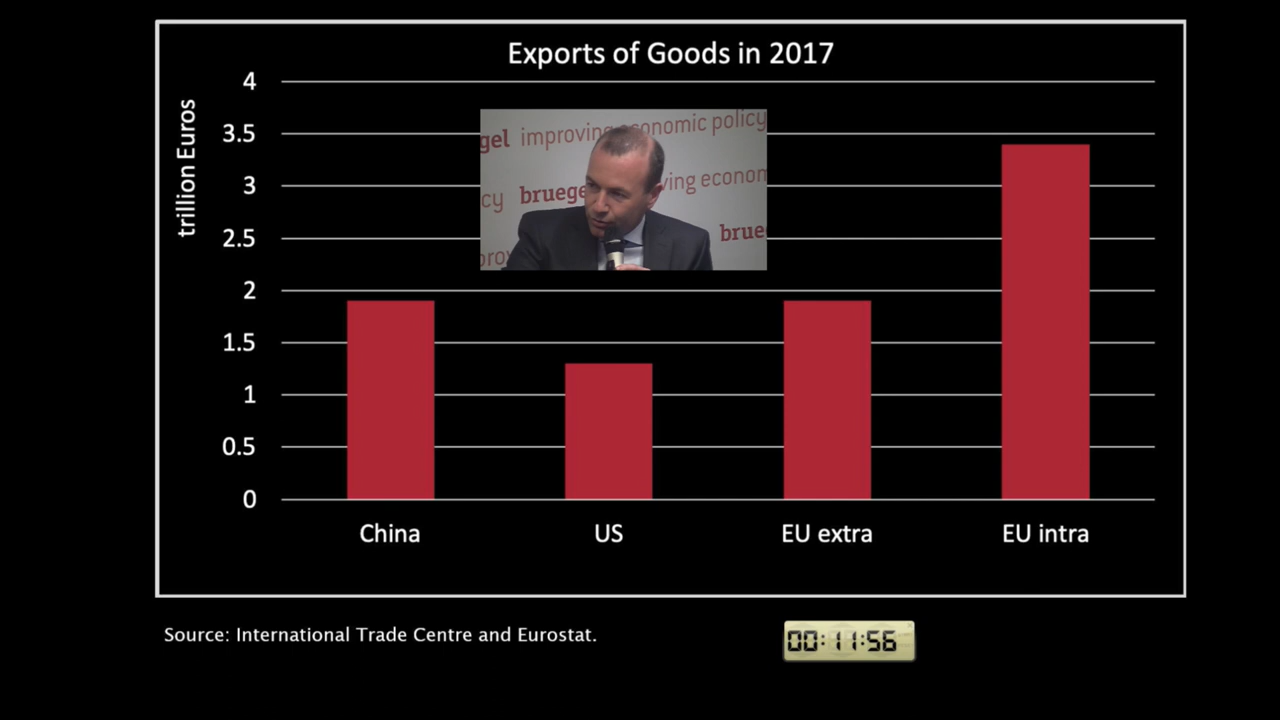 Exports of Goods in 2017
trillion Euros
4
3.5
3
2.5
2
1.5
1
0.5
0
gel improving economic policy
cy bruege ving econom
brue
prov
China US EU extra EU intra
Source: International Trade Centre and Eurostat.
00:11:56